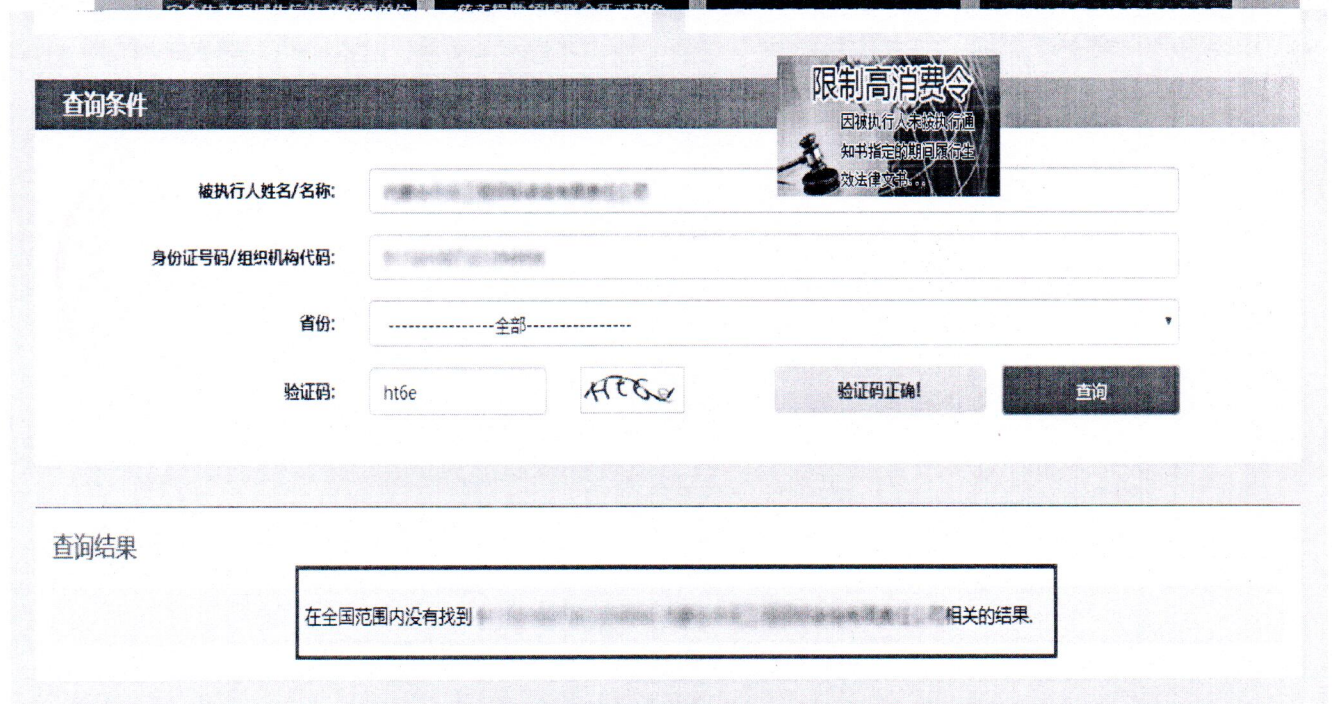 查询条件
限制高消费令
因被执行人未按执行通
知书指定的期间履行生
效法律文书...
被执行人姓名/名称:
身份证号码/组织机构代码:
省份:
----------------全部----------------
验证码:
ht6e
验证码正确!
查询
查询结果
在全国范围内没有找到
相关的结果.